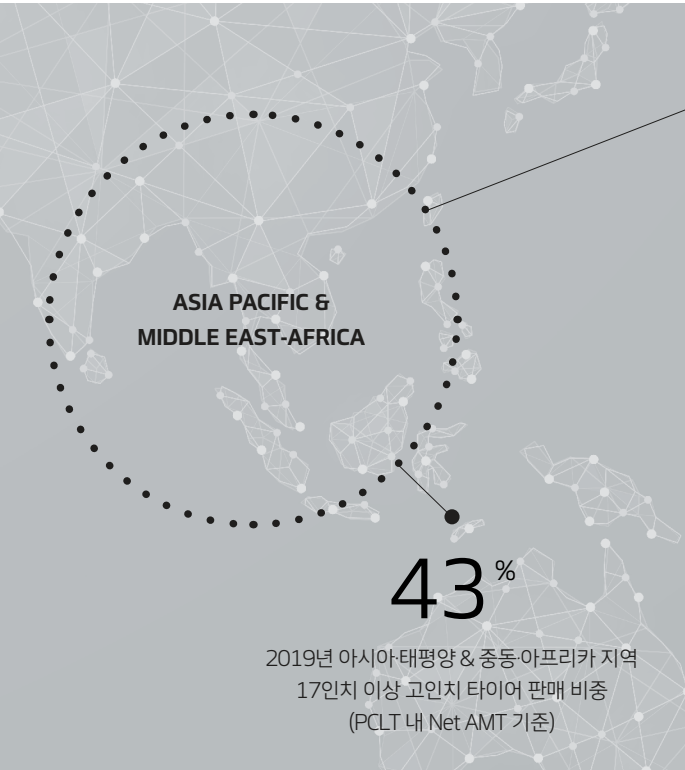 ASIA PACIFIC &
MIDDLE EAST-AFRICA
43%
2019년 아시아·태평양 & 중동·아프리카 지역
17인치 이상 고인치 타이어 판매 비중
(PCLT 내 Net AMT 기준)